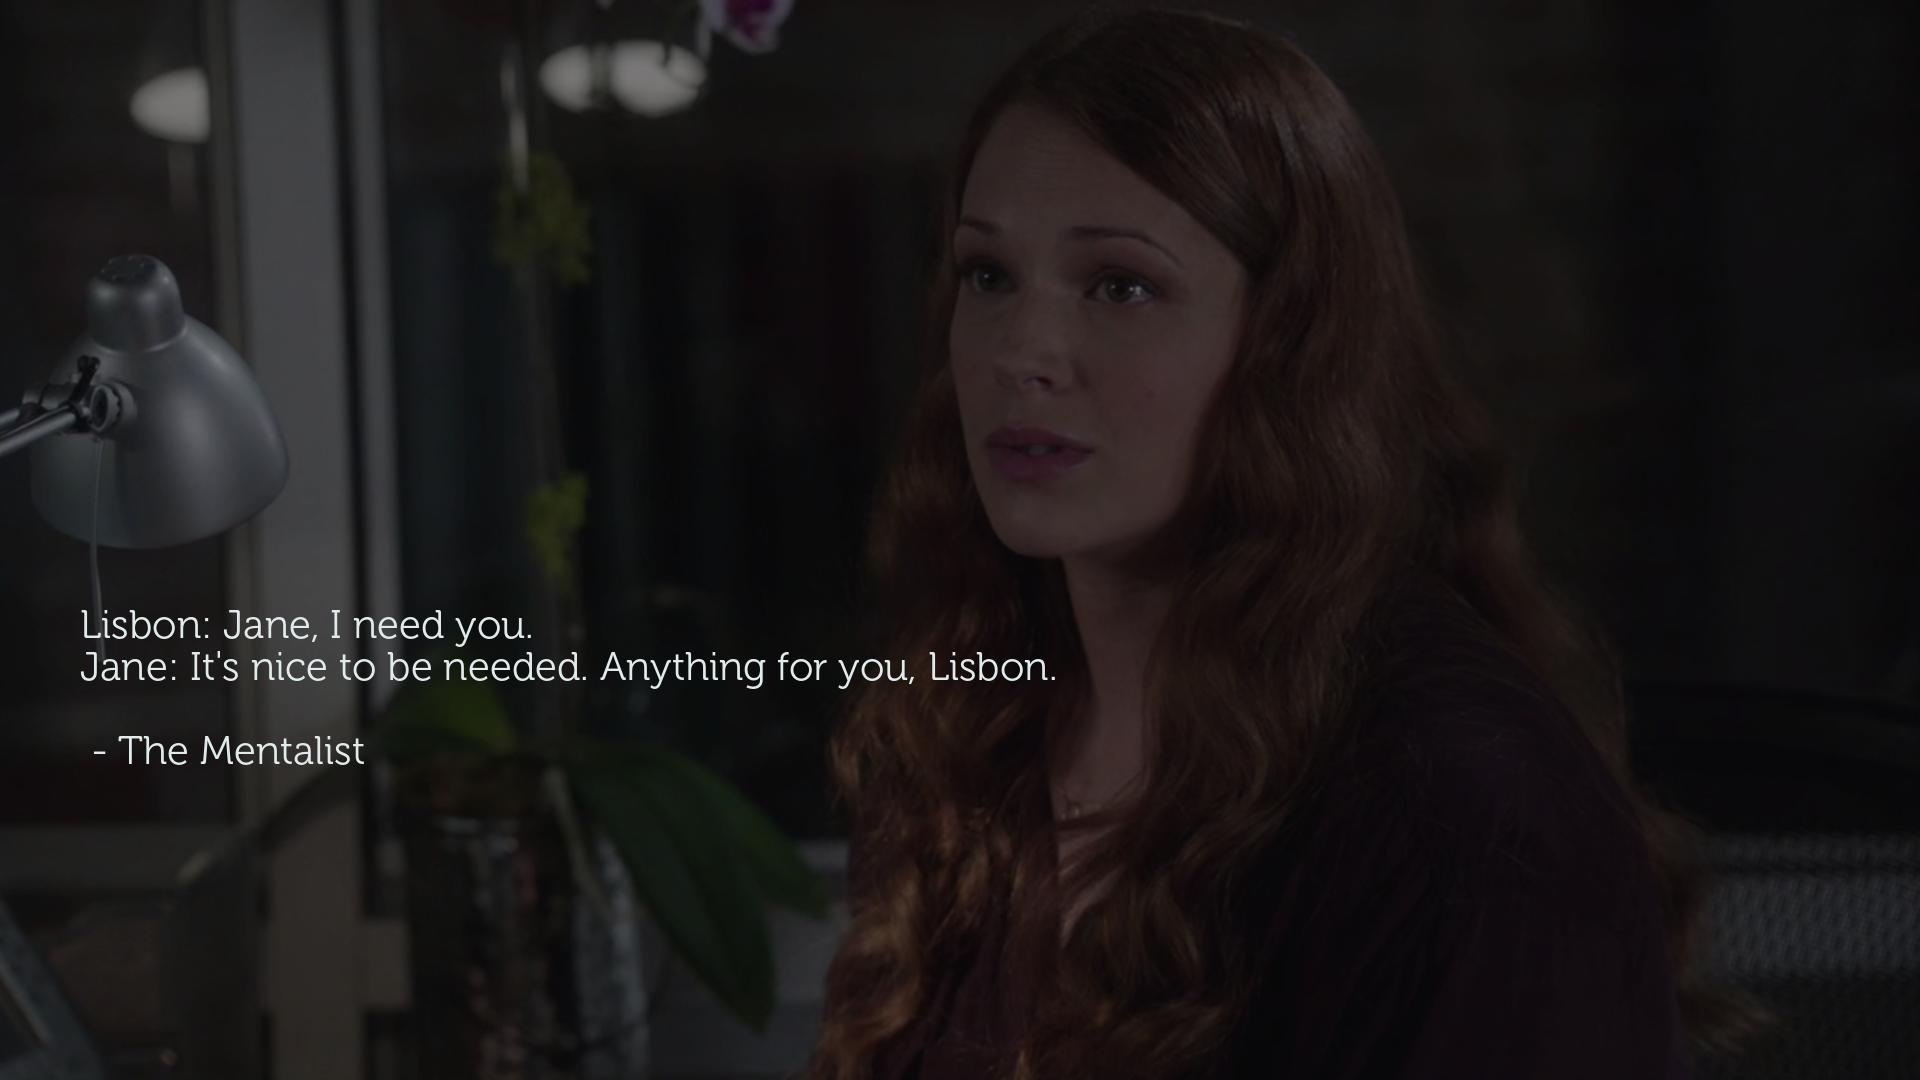 Lisbon: Jane, I need you.
Jane: It's nice to be needed. Anything for you, Lisbon.
- The Mentalist